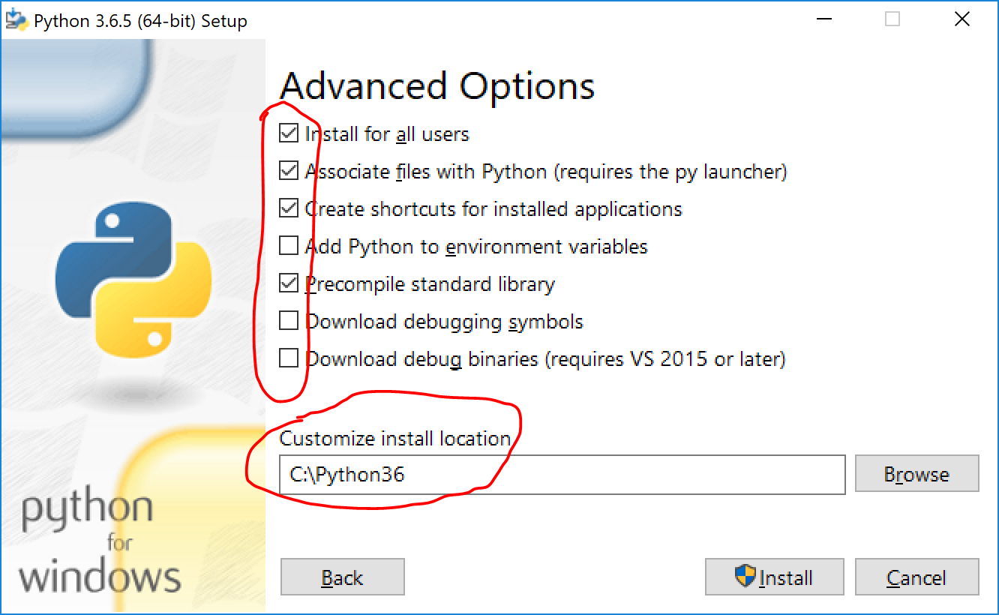 Python 3.6.5 (64-bit) Setup
Advanced Options
Install for all users
Associate files with Python (requires the py launcher)
Create shortcuts for installed applications
Add Python to environment variables
Precompile standard library
Download debugging symbols
Download debug binaries (requires VS 2015 or later)
Customize install location
C:\Python36
Browse
python
for
windows
Back
Install
Cancel